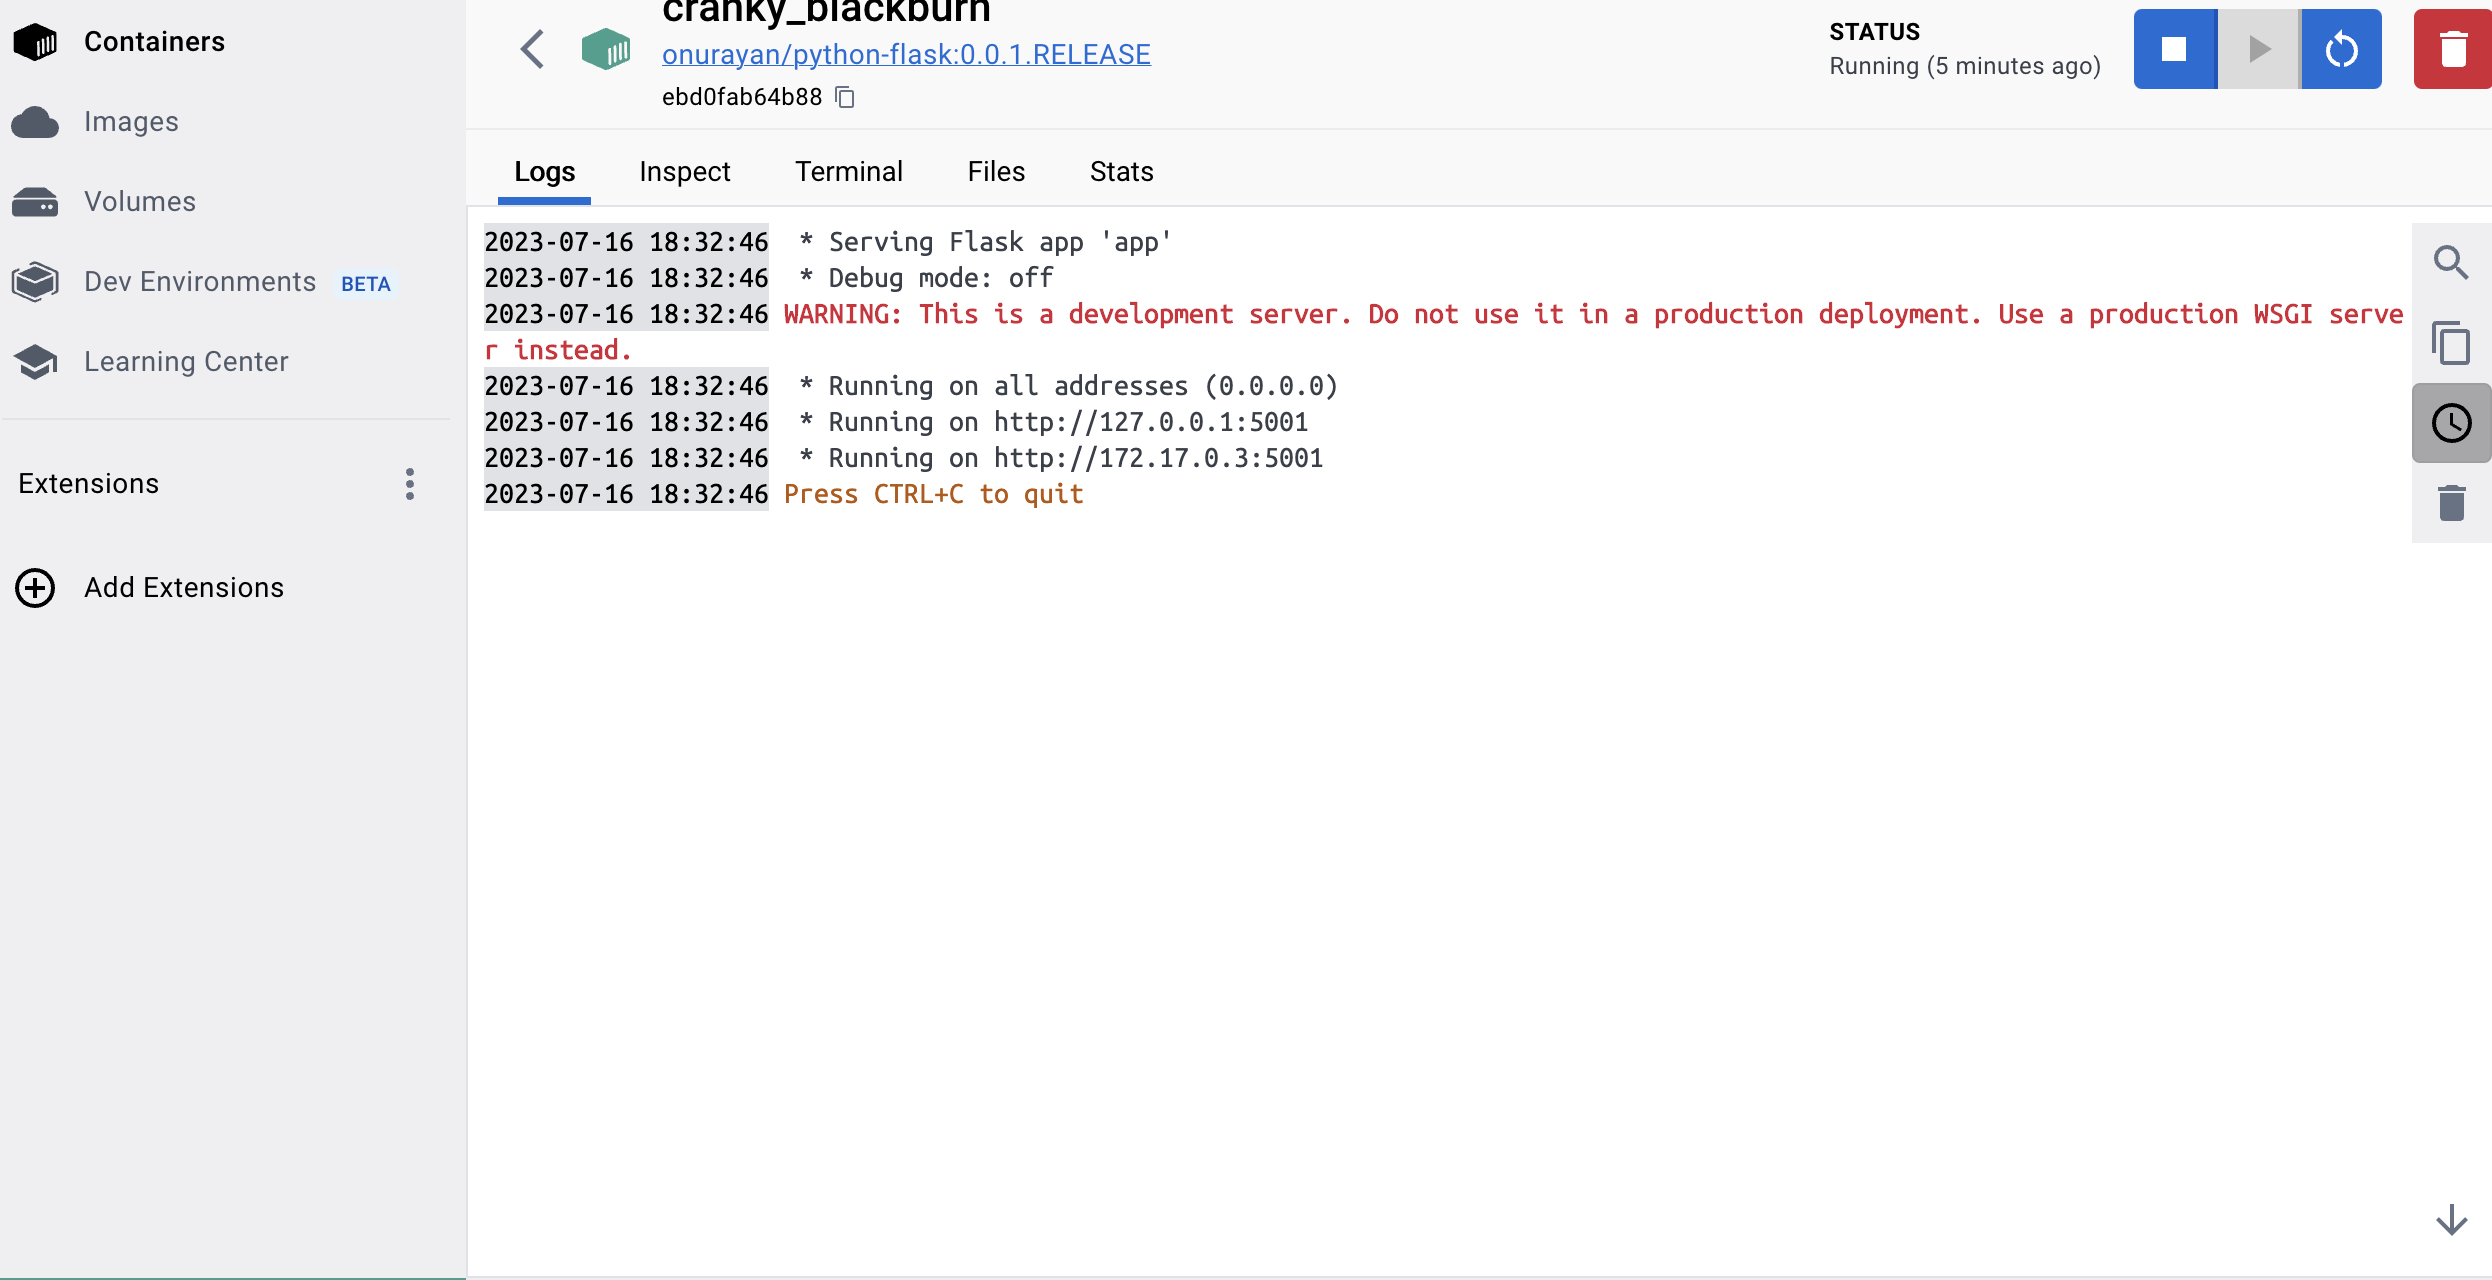 Containers
Images
Volumes
Dev Environments BETA
Learning Center
Extensions
Add Extensions
cranky_blackburn
onurayan/python-flask:0.0.1.RELEASE
ebd0fab64b88
STATUS
Running (5 minutes ago)
Logs Inspect Terminal Files Stats
2023-07-16 18:32:46  * Serving Flask app 'app'
2023-07-16 18:32:46  * Debug mode: off
2023-07-16 18:32:46 WARNING: This is a development server. Do not use it in a production deployment. Use a production WSGI serve
r instead.
2023-07-16 18:32:46  * Running on all addresses (0.0.0.0)
2023-07-16 18:32:46  * Running on http://127.0.0.1:5001
2023-07-16 18:32:46  * Running on http://172.17.0.3:5001
2023-07-16 18:32:46 Press CTRL+C to quit